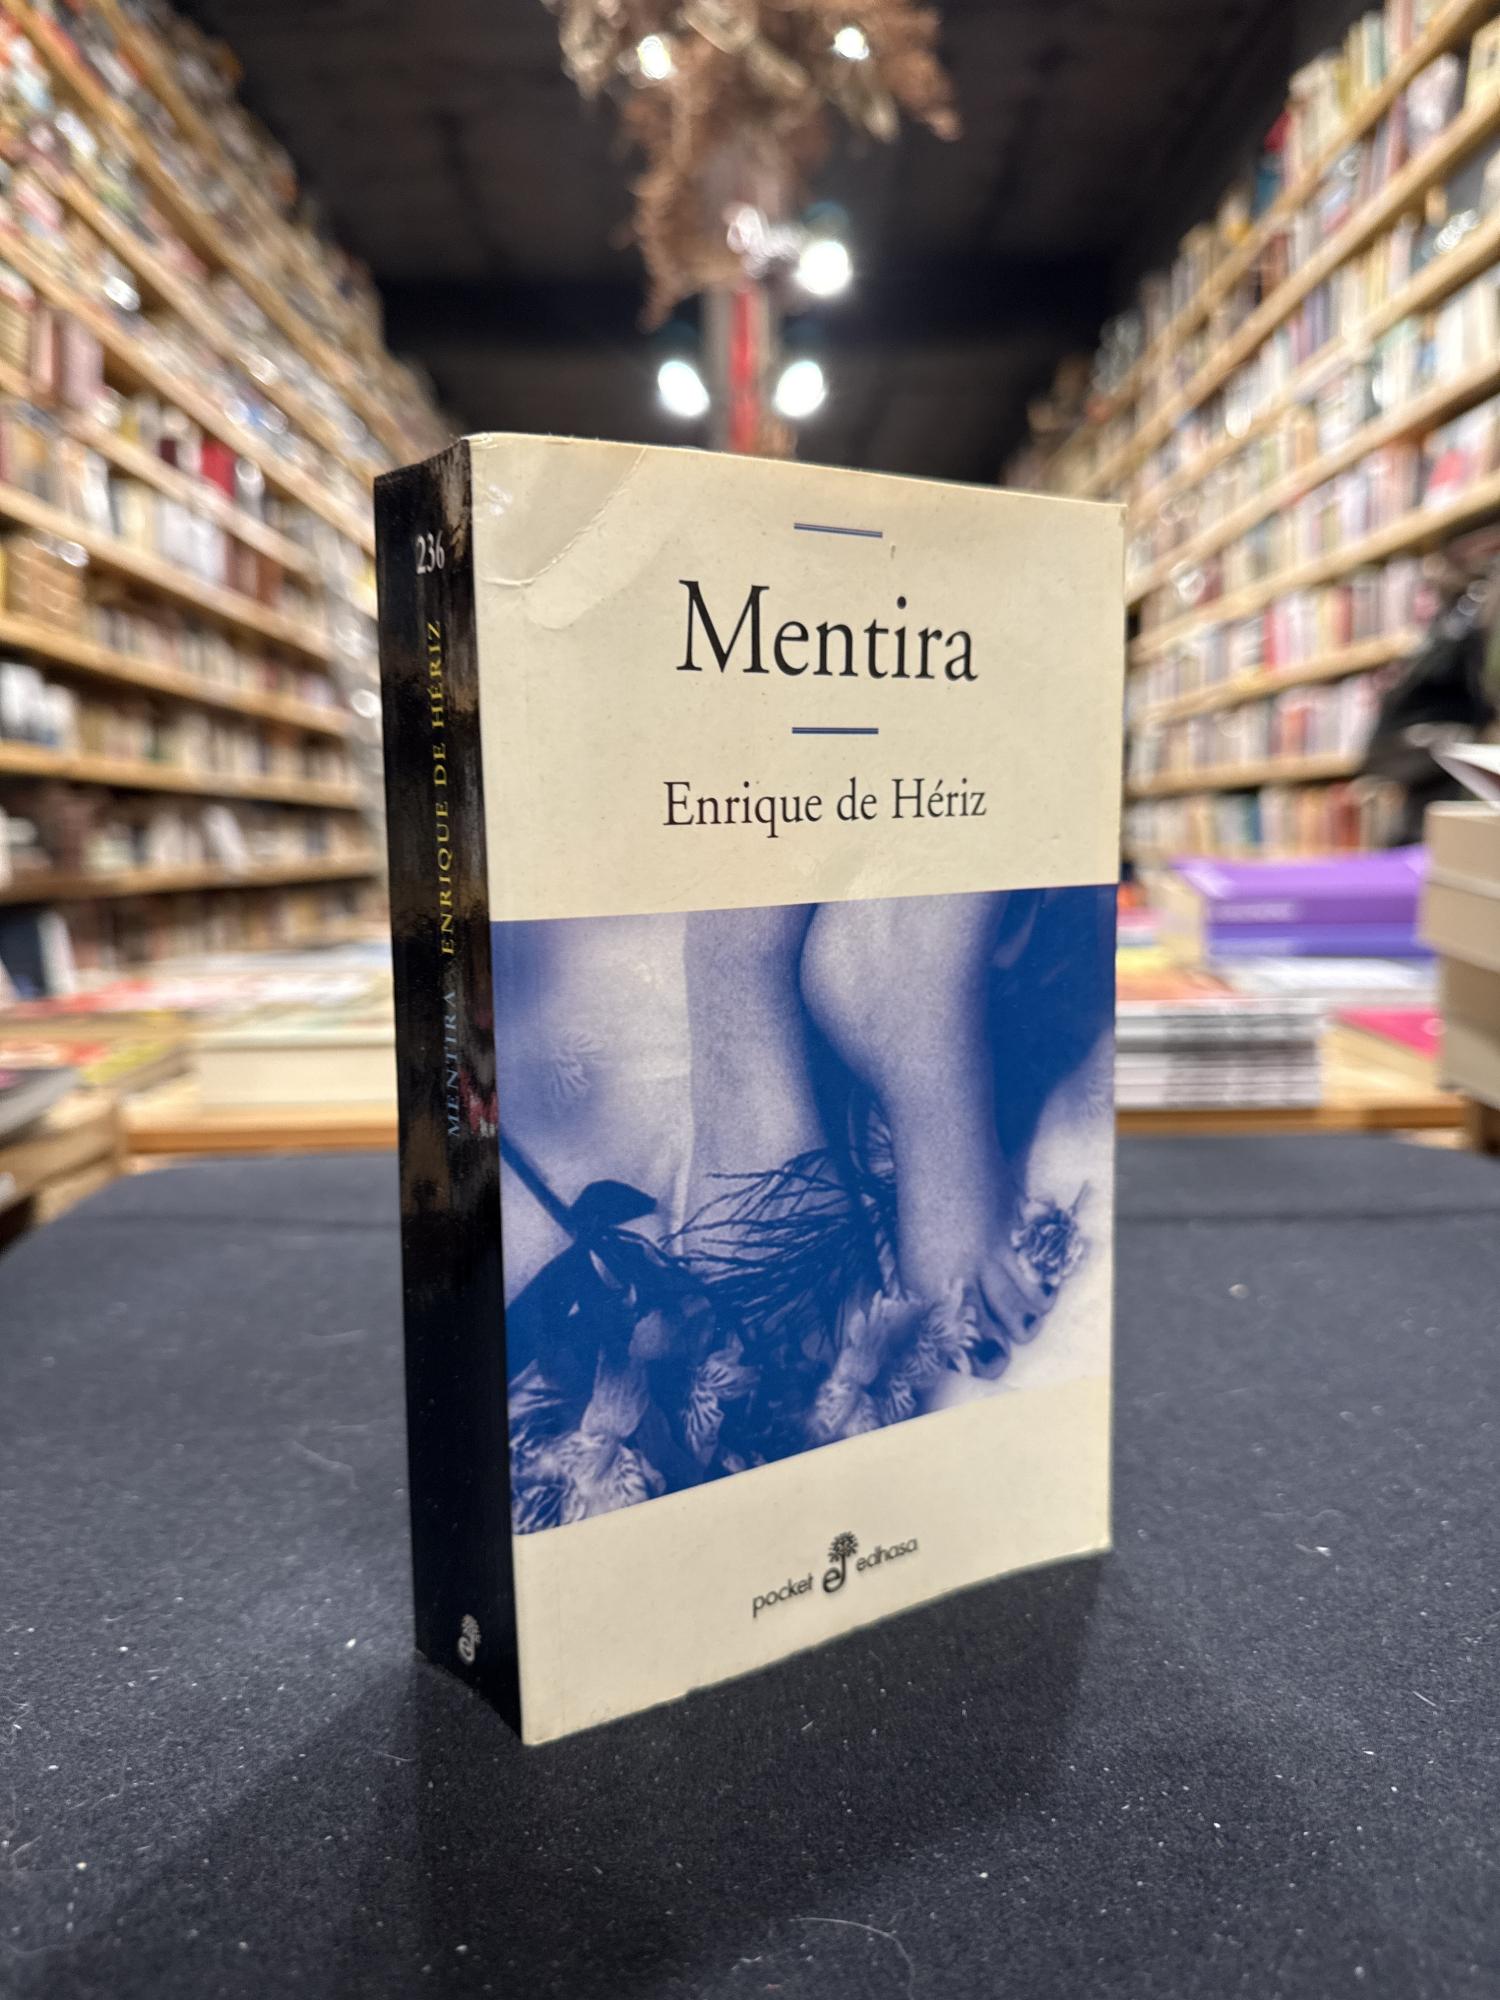 Mentira
Enrique de Hériz
pocket edhasa
236
MENTIRA ENRIQUE DE HÉRIZ